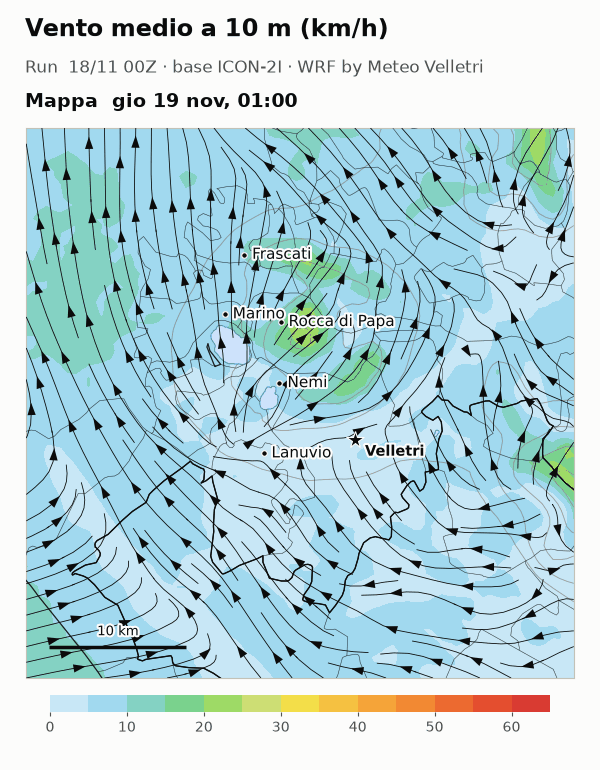 Vento medio a 10 m (km/h)
Run  18/11 00Z · base ICON-2I · WRF by Meteo Velletri
Mappa  gio 19 nov, 01:00
Frascati
Marino
Rocca di Papa
Nemi
Velletri
Lanuvio
10 km
0 10 20 30 40 50 60